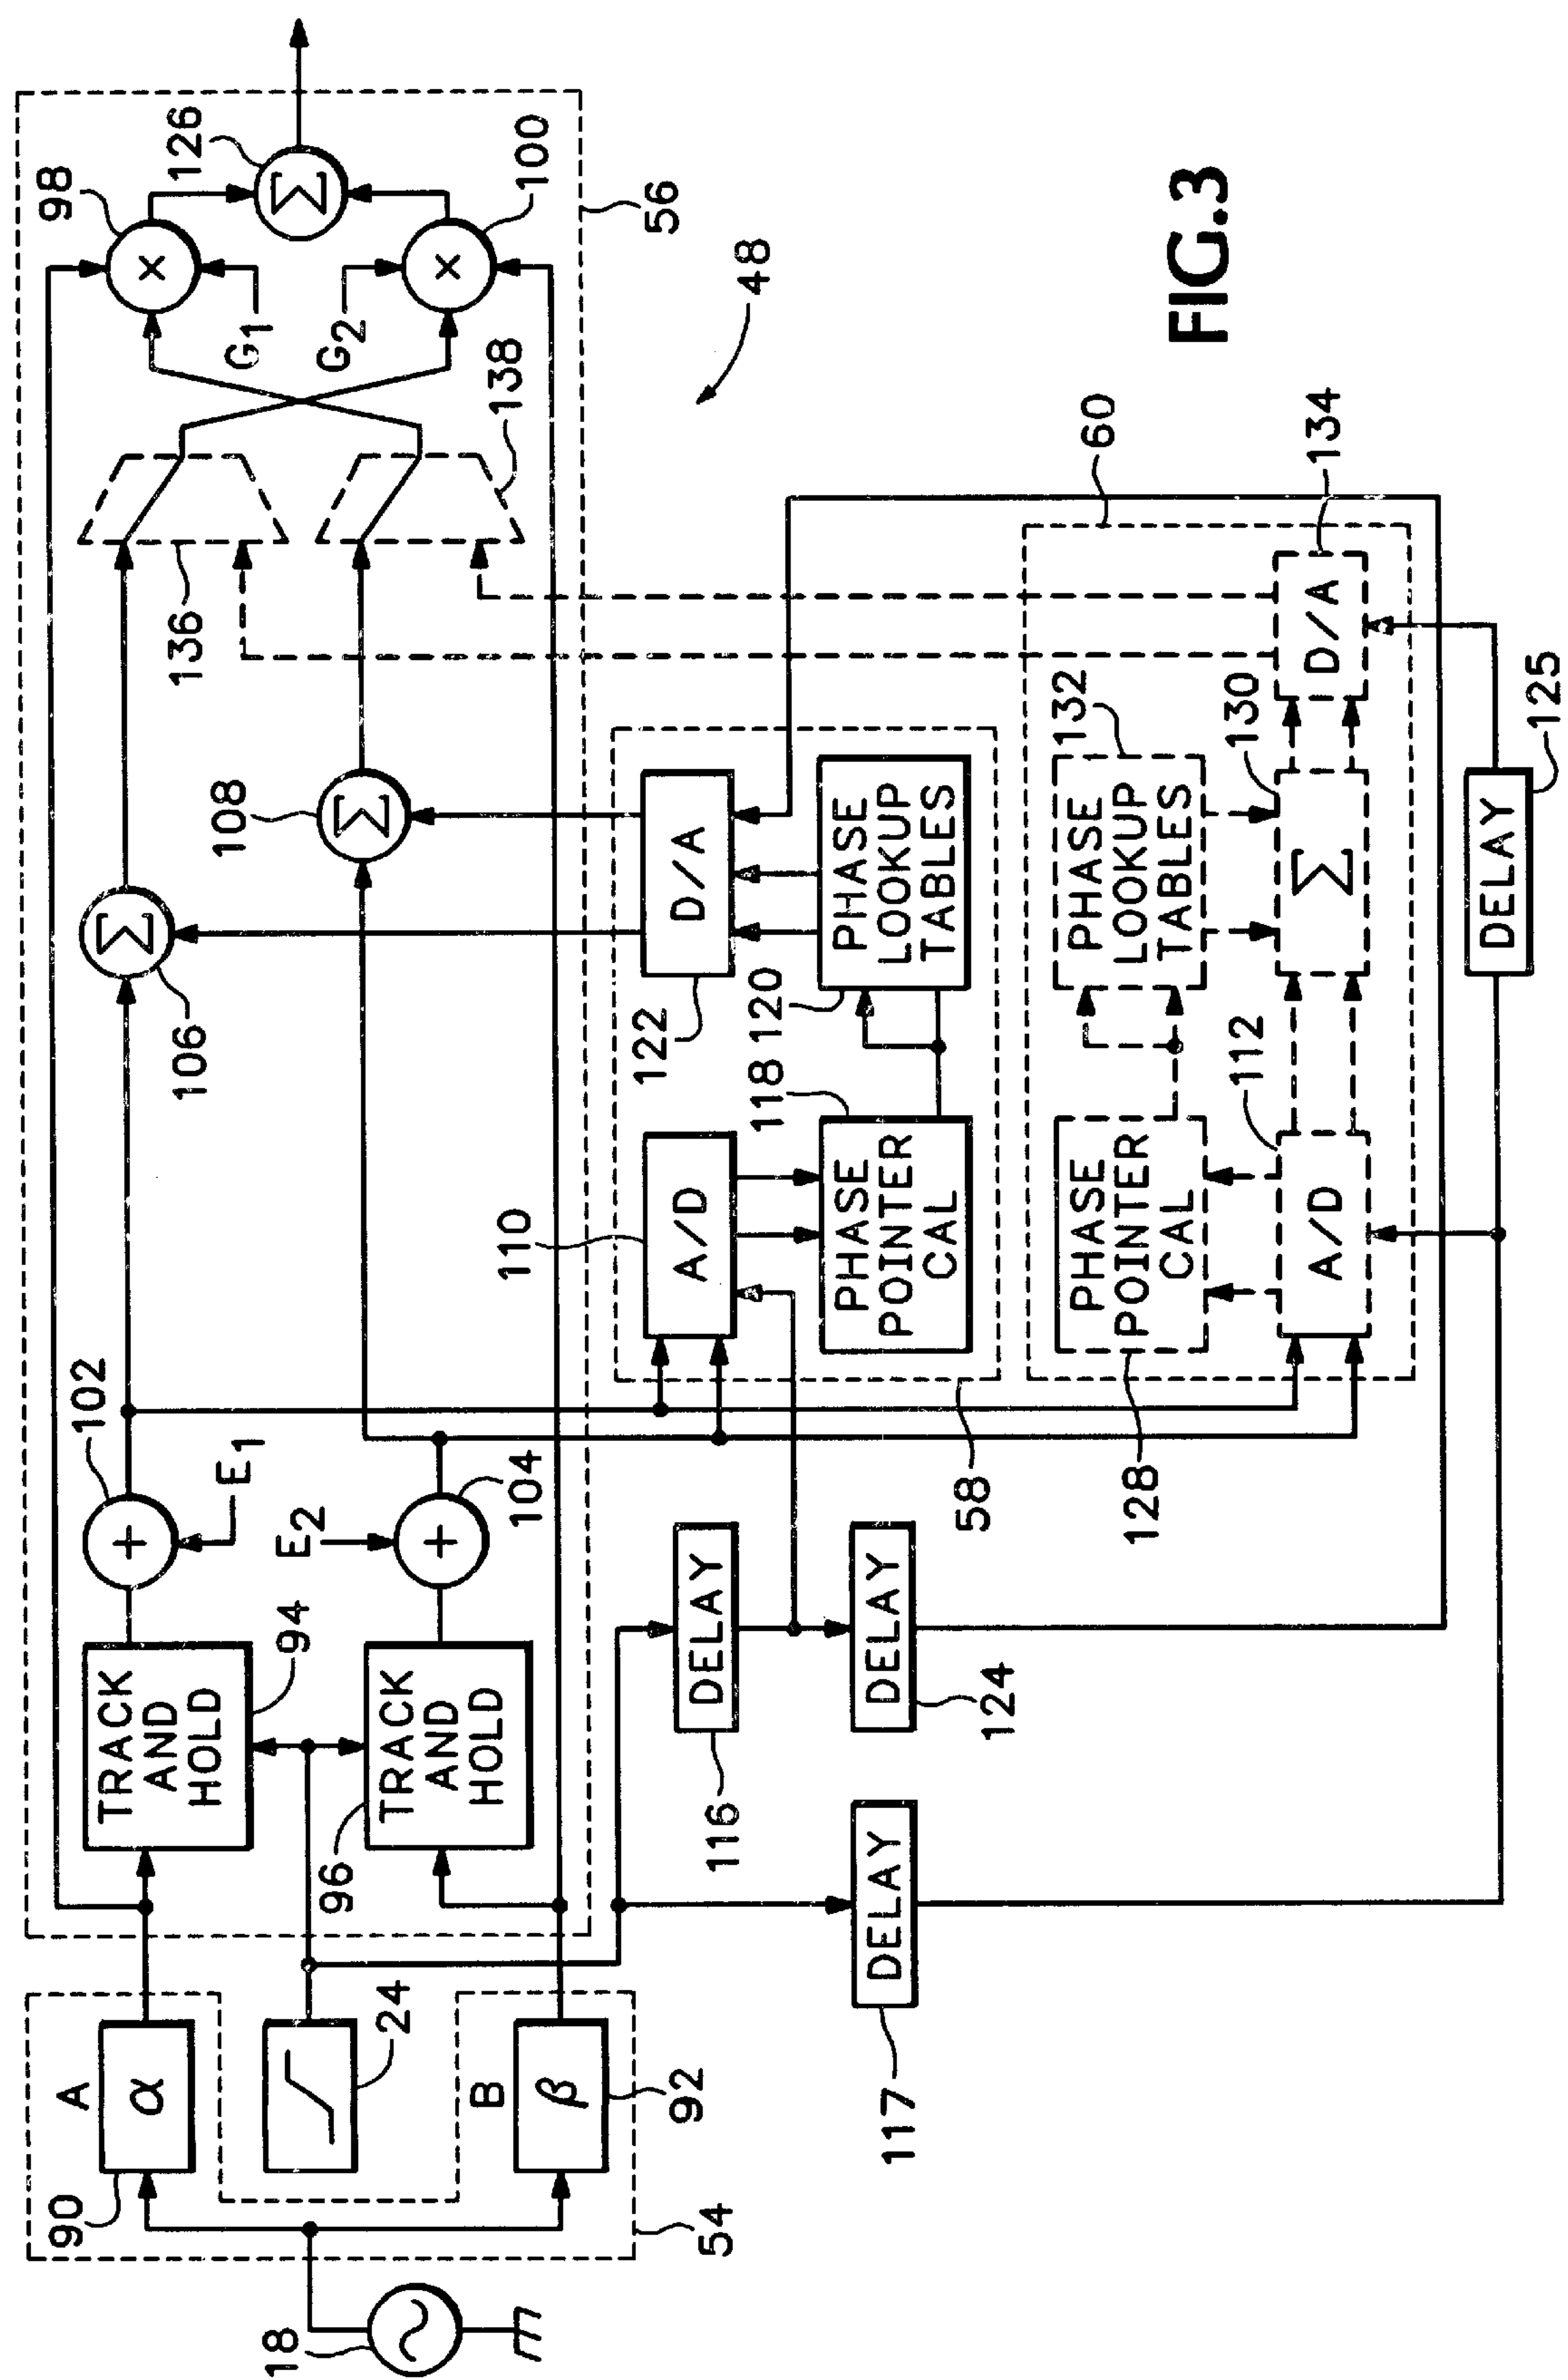 98
126
100
56
G1
G2
138
48
136
106
108
102
E1
E2
104
TRACK
AND
HOLD
94
TRACK
AND
HOLD
96
A
α
90
24
B
β
92
54
18
110
A/D
118
PHASE
POINTER
CAL
D/A
122
120
PHASE
LOOKUP
TABLES
58
60
PHASE
POINTER
CAL
128
112
A/D
132
PHASE
LOOKUP
TABLES
130
Σ
D/A
134
DELAY
116
DELAY
124
DELAY
117
DELAY
125
Σ
Σ
Σ
×
×
+
+
FIG.3